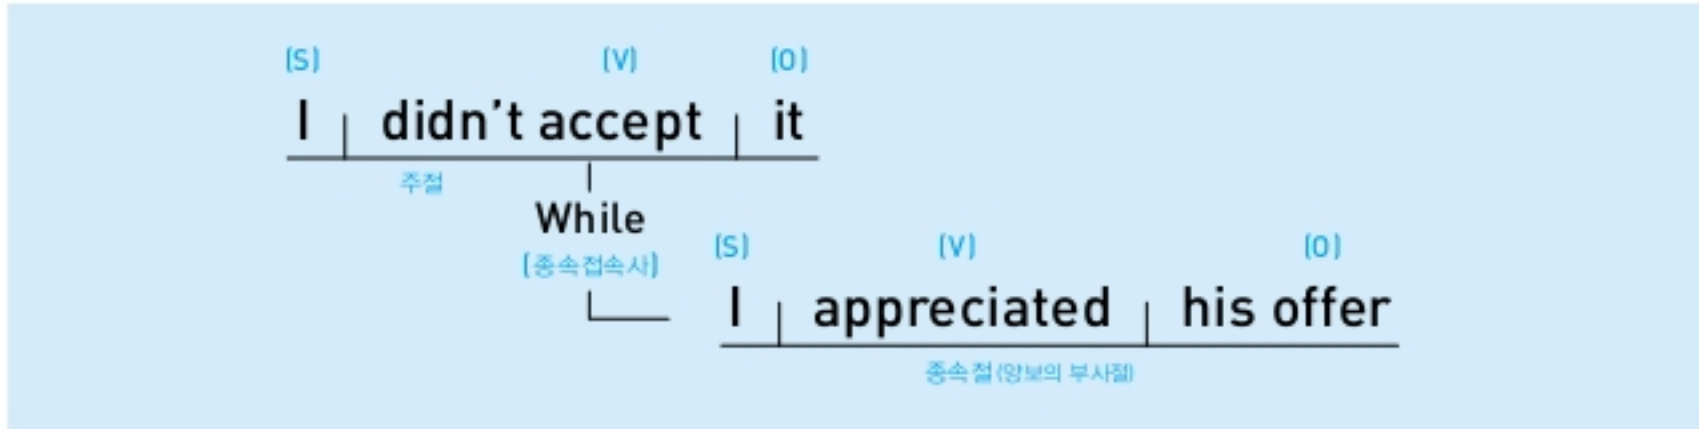 (S) (V) (O)
I didn't accept it
주절
While
(종속접속사)
(S) (V) (O)
I appreciated his offer
종속절(양보의 부사절)